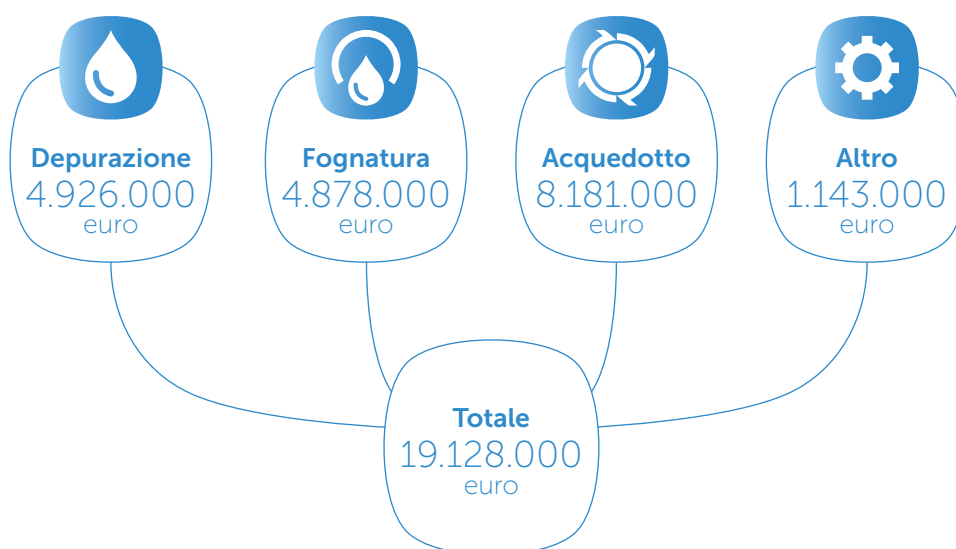 Depurazione
4.926.000
euro
Fognatura
4.878.000
euro
Acquedotto
8.181.000
euro
Altro
1.143.000
euro
Totale
19.128.000
euro